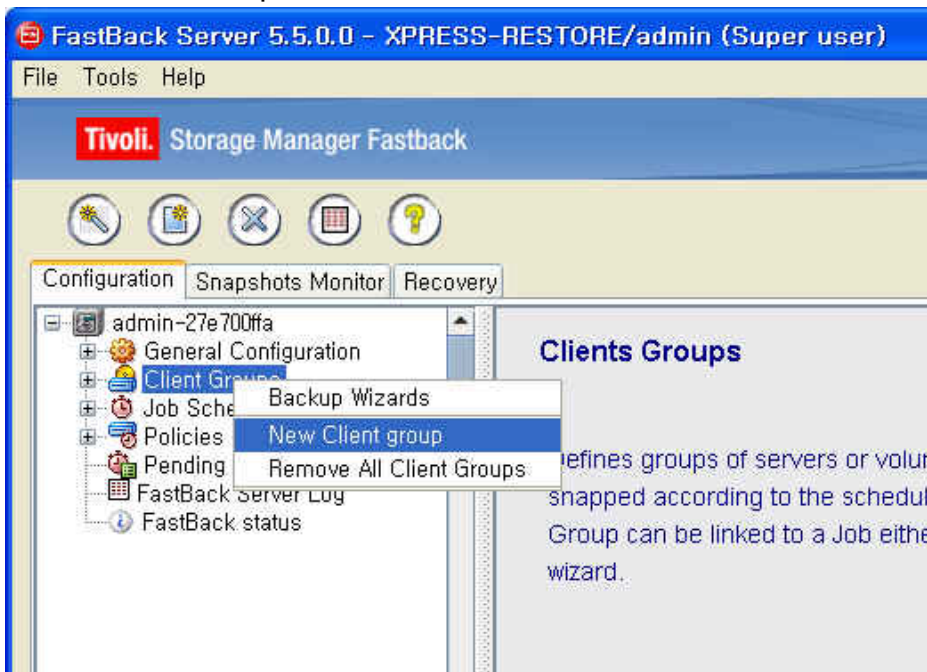 FastBack Server 5.5.0.0 - XPRESS-RESTORE/admin (Super user)
File Tools Help
Tivoli. Storage Manager Fastback
Configuration Snapshots Monitor Recovery
admin-27e700ffa
General Configuration
Client Groups
Job Sche
Policies
Pending
FastBack Server Log
FastBack status
Backup Wizards
New Client group
Remove All Client Groups
Clients Groups
efines groups of servers or volu
snapped according to the schedul
Group can be linked to a Job eithe
wizard.